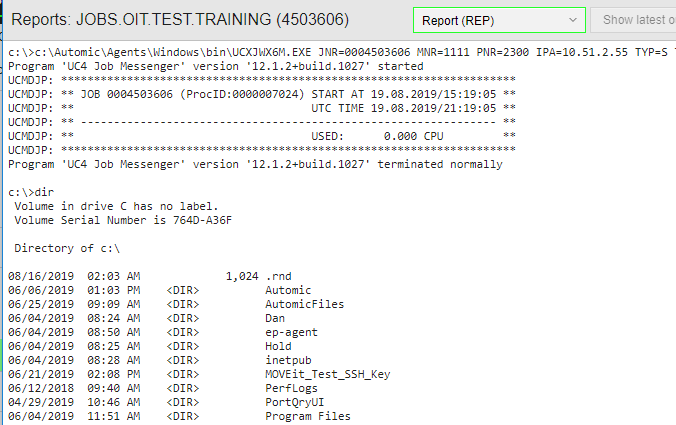 Reports: JOBS.OIT.TEST.TRAINING (4503606)
Report (REP)
Show latest o
c:\>c:\Automic\Agents\Windows\bin\UCXJWX6M.EXE JNR=0004503606 MNR=1111 PNR=2300 IPA=10.51.2.55 TYP=S T
Program 'UC4 Job Messenger' version '12.1.2+build.1027' started
UCMDJP: ****************************************************************
UCMDJP: ** JOB 0004503606 (ProcID:0000007024) START AT 19.08.2019/15:19:05 **
UCMDJP: ** UTC TIME 19.08.2019/21:19:05 **
UCMDJP: ** ------------------------------------------------------------ **
UCMDJP: ** USED: 0.000 CPU **
UCMDJP: ****************************************************************
Program 'UC4 Job Messenger' version '12.1.2+build.1027' terminated normally
c:\>dir
Volume in drive C has no label.
Volume Serial Number is 764D-A36F
Directory of c:\
08/16/2019 02:03 AM 1,024 .rnd
06/06/2019 01:03 PM <DIR> Automic
06/25/2019 09:09 AM <DIR> AutomicFiles
06/04/2019 08:24 AM <DIR> Dan
06/04/2019 08:50 AM <DIR> ep-agent
06/04/2019 08:25 AM <DIR> Hold
06/04/2019 08:28 AM <DIR> inetpub
06/21/2019 02:08 PM <DIR> MOVEit_Test_SSH_Key
06/12/2018 09:40 AM <DIR> PerfLogs
04/29/2019 10:46 AM <DIR> PortQryUI
06/04/2019 11:51 AM <DIR> Program Files